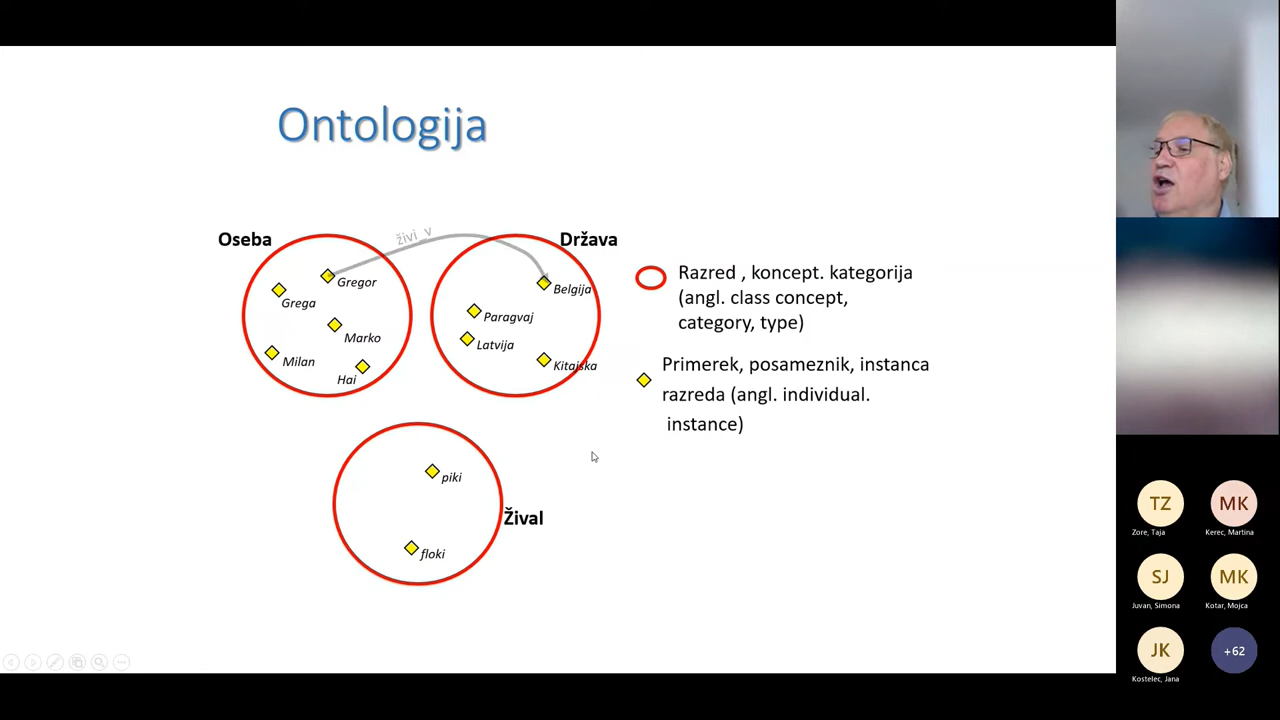 Ontologija
živi_v
Oseba
Država
Gregor
Grega
Marko
Milan
Hai
Belgija
Paragvaj
Latvija
Kitajska
Razred , koncept. kategorija
(angl. class concept,
category, type)
Primerek, posameznik, instanca
razreda (angl. individual.
instance)
piki
Žival
floki
TZ
Zore, Taja
MK
Kerec, Martina
SJ
Juvan, Simona
MK
Kotar, Mojca
JK
Kostelec, Jana
+62